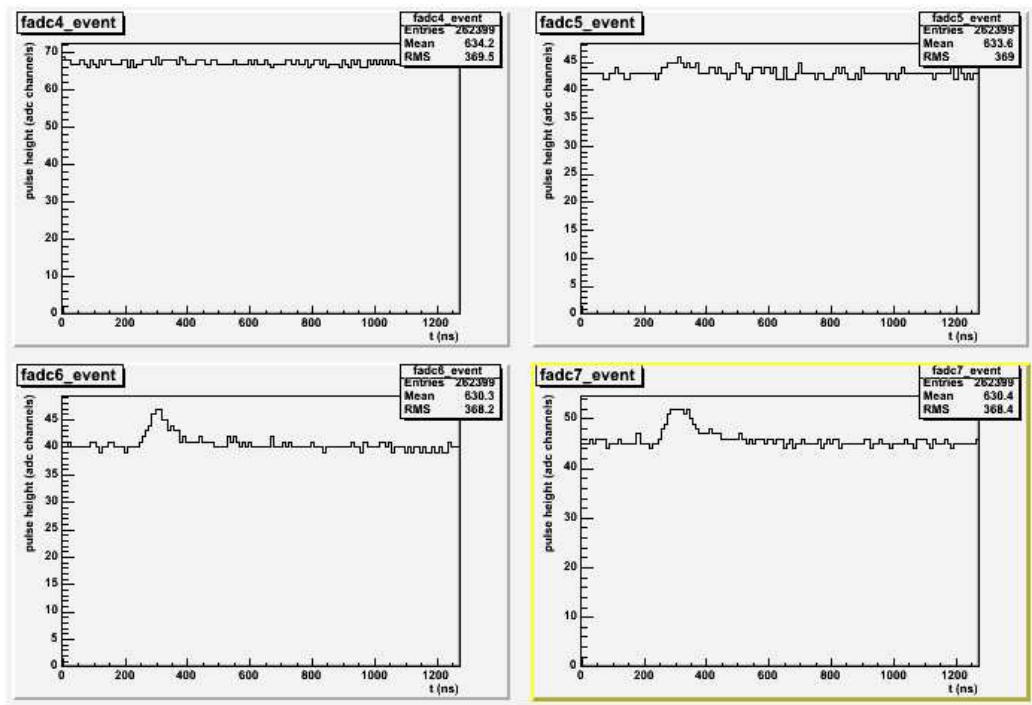 fadc4_event
fadc4_event
Entries 262399
Mean 634.2
RMS 369.5
pulse height (adc channels)
70
60
50
40
30
20
10
0
0 200 400 600 800 1000 1200
t (ns)
fadc5_event
fadc5_event
Entries 262399
Mean 633.6
RMS 369
pulse height (adc channels)
45
40
35
30
25
20
15
10
5
0
0 200 400 600 800 1000 1200
t (ns)
fadc6_event
fadc6_event
Entries 262399
Mean 630.3
RMS 368.2
pulse height (adc channels)
45
40
35
30
25
20
15
10
5
0
0 200 400 600 800 1000 1200
t (ns)
fadc7_event
fadc7_event
Entries 262399
Mean 630.4
RMS 368.4
pulse height (adc channels)
50
40
30
20
10
0
0 200 400 600 800 1000 1200
t (ns)